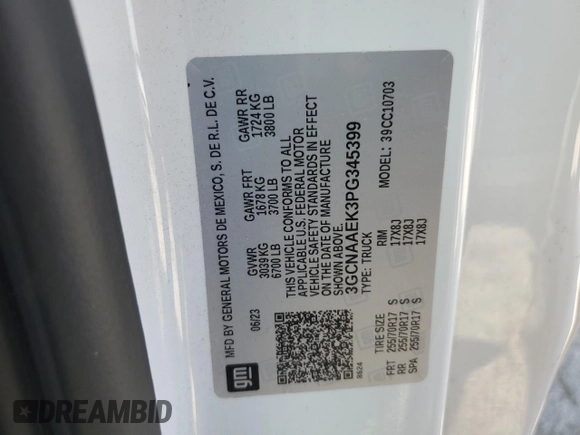 MFD BY GENERAL MOTORS DE MEXICO, S. DE R.L. DE C.V.
06/23
GVWR
3039 KG
6700 LB
GAWR FRT
1678 KG
3700 LB
GAWR RR
1724 KG
3800 LB
THIS VEHICLE CONFORMS TO ALL
APPLICABLE U.S. FEDERAL MOTOR
VEHICLE SAFETY STANDARDS IN EFFECT
ON THE DATE OF MANUFACTURE
SHOWN ABOVE.
3GCNAAEK3PG345399
TYPE: TRUCK
MODEL: 39CC10703
gm
R624
TIRE SIZE RIM
FRT 255/70R17 S 17X8J
RR 255/70R17 S 17X8J
SPA 255/70R17 S 17X8J
DREAMBID